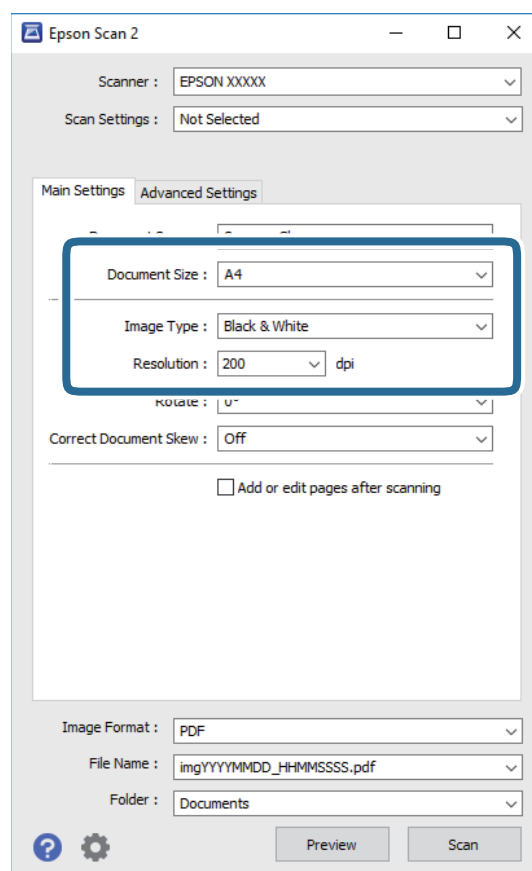 Epson Scan 2
Scanner : EPSON XXXXX
Scan Settings : Not Selected
Main Settings Advanced Settings
Document Size : A4
Image Type : Black & White
Resolution : 200 dpi
Rotate : 0°
Correct Document Skew : Off
Add or edit pages after scanning
Image Format : PDF
File Name : imgYYYYMMDD_HHMMSSSS.pdf
Folder : Documents
? Preview Scan